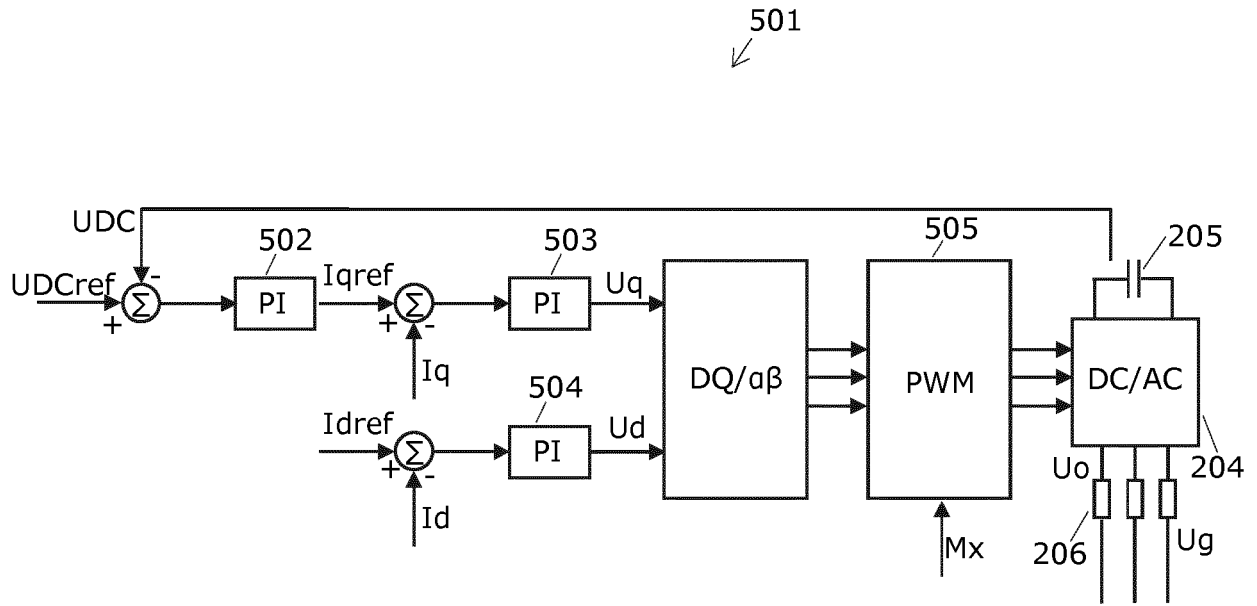 501
UDC
502
503
505
205
-
UDCref
Σ
PI
Iqref
Σ
PI
Uq
+
+
-
Iq
DQ/αβ
PWM
DC/AC
504
Idref
Σ
PI
Ud
+
-
Id
Uo
204
Mx
206
Ug